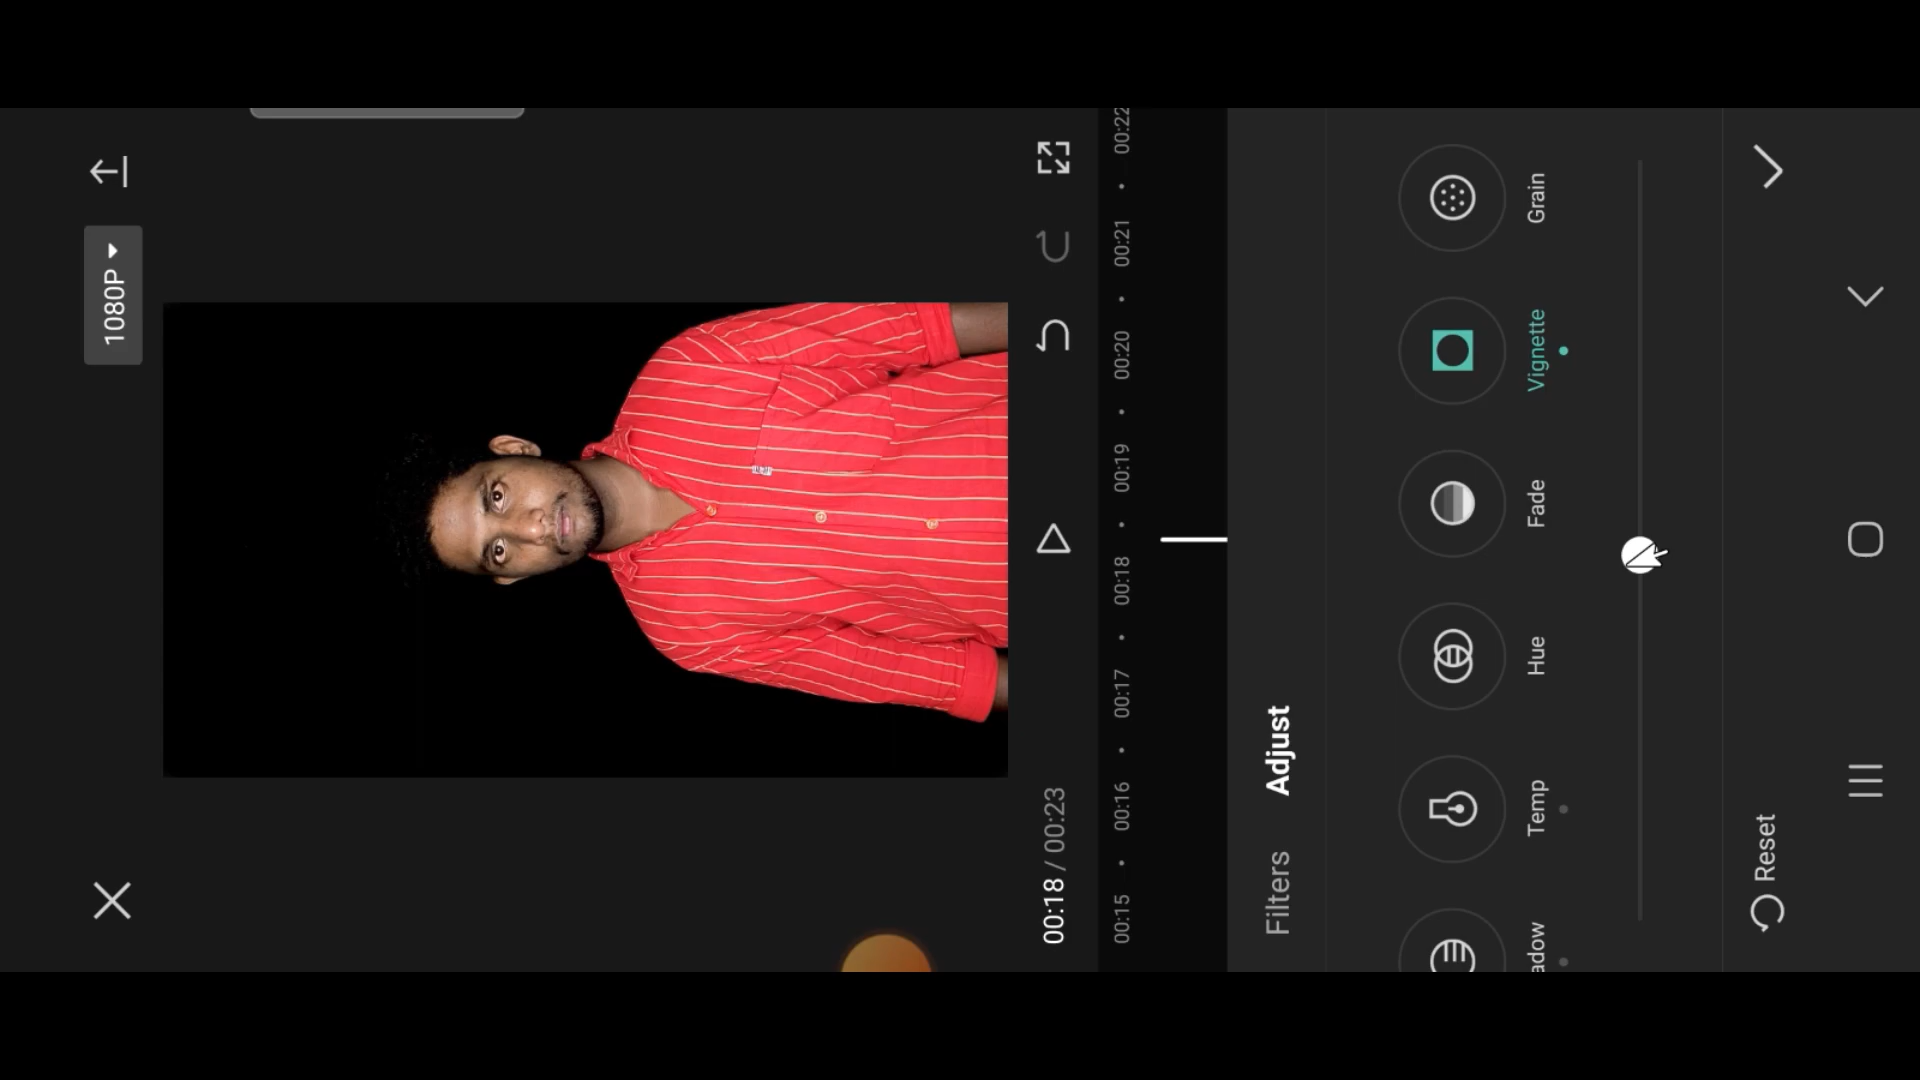 1080P
00:18 / 00:23
00:15 • 00:16 • 00:17 • 00:18 • 00:19 • 00:20 • 00:21 • 00:22
Filters Adjust
adow Temp Hue Fade Vignette Grain
Reset